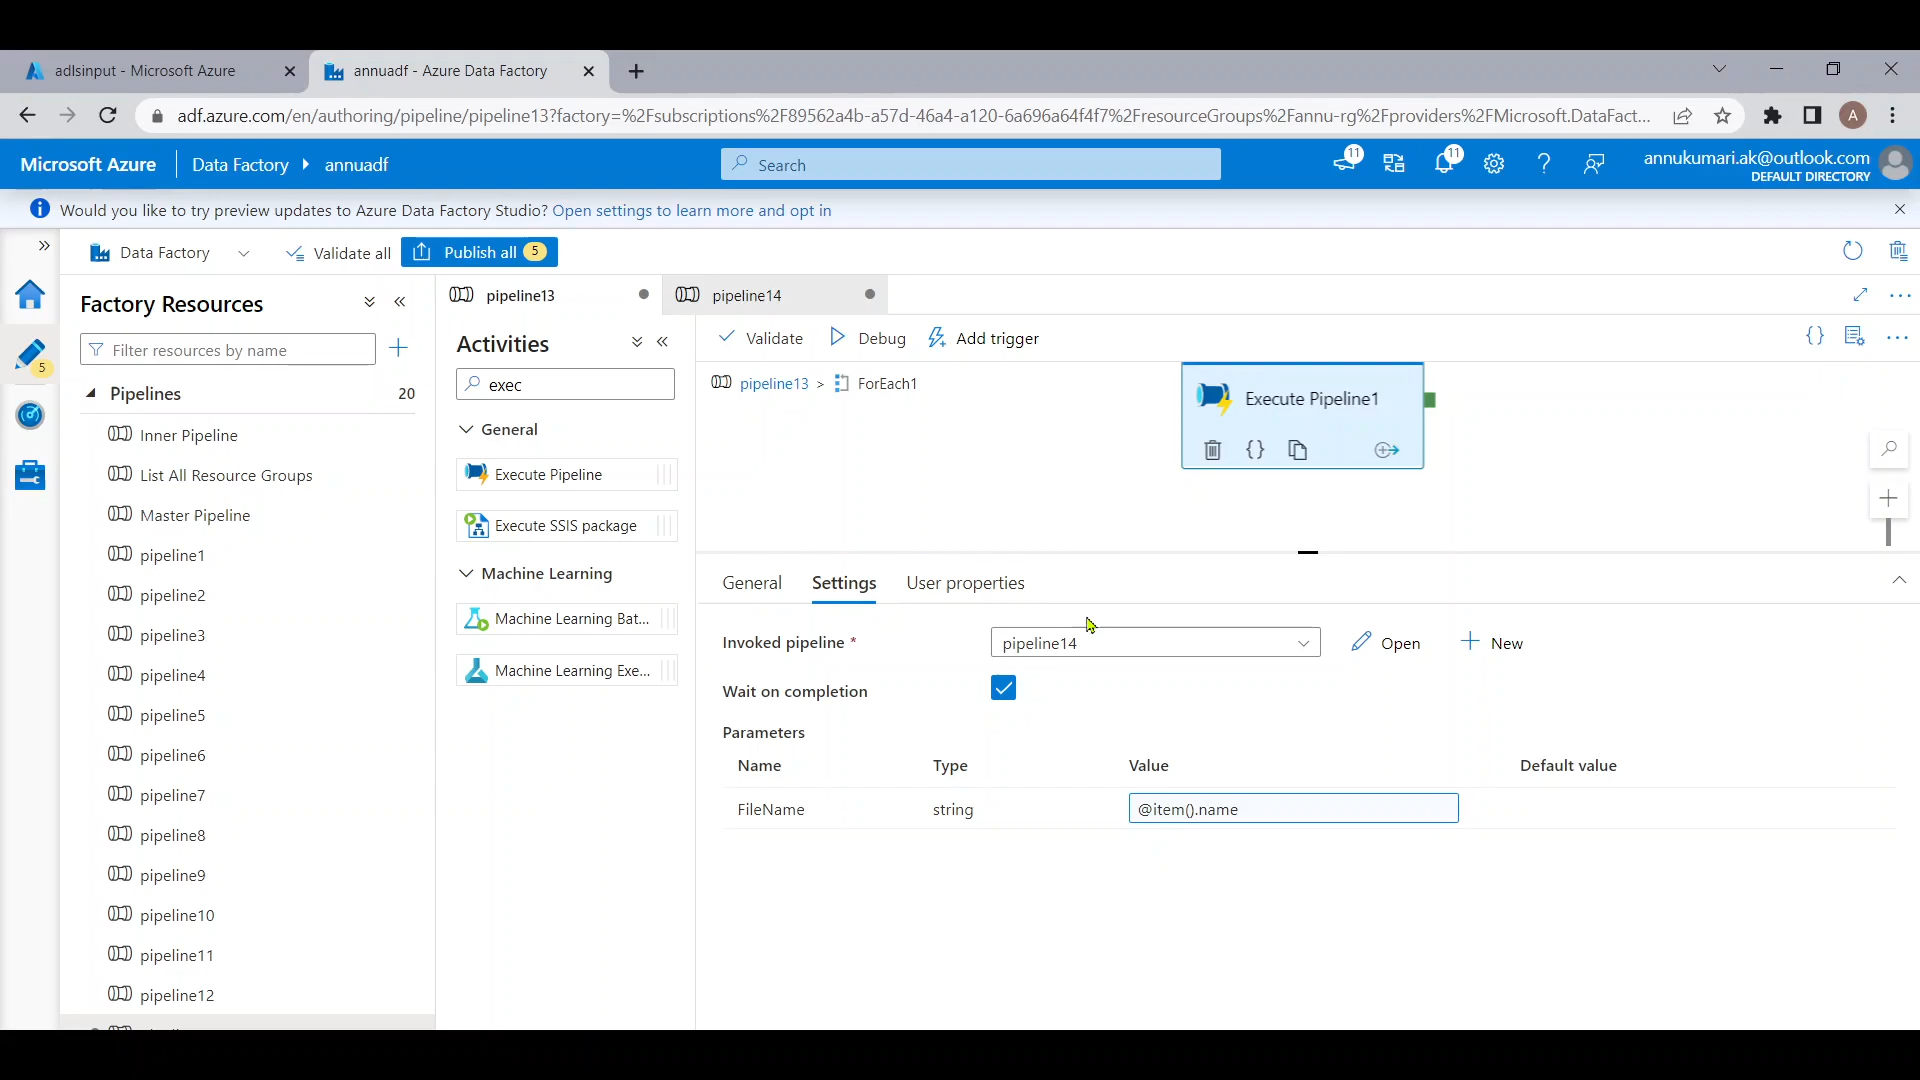 adlsinput - Microsoft Azure
annuadf - Azure Data Factory
adf.azure.com/en/authoring/pipeline/pipeline13?factory=%2Fsubscriptions%2F89562a4b-a57d-46a4-a120-6a696a64f4f7%2FresourceGroups%2Fannu-rg%2Fproviders%2FMicrosoft.DataFact...
A
Microsoft Azure
Data Factory
annuadf
Search
11
11
annukumari.ak@outlook.com
DEFAULT DIRECTORY
Would you like to try preview updates to Azure Data Factory Studio? Open settings to learn more and opt in
Data Factory
Validate all
Publish all 5
Factory Resources
5
Filter resources by name
Pipelines 20
Inner Pipeline
List All Resource Groups
Master Pipeline
pipeline1
pipeline2
pipeline3
pipeline4
pipeline5
pipeline6
pipeline7
pipeline8
pipeline9
pipeline10
pipeline11
pipeline12
pipeline13
pipeline14
Activities
exec
General
Execute Pipeline
Execute SSIS package
Machine Learning
Machine Learning Bat...
Machine Learning Exe...
Validate
Debug
Add trigger
pipeline13 > ForEach1
Execute Pipeline1
General
Settings
User properties
Invoked pipeline *
pipeline14
Open
New
Wait on completion
Parameters
Name Type Value Default value
FileName string @item().name